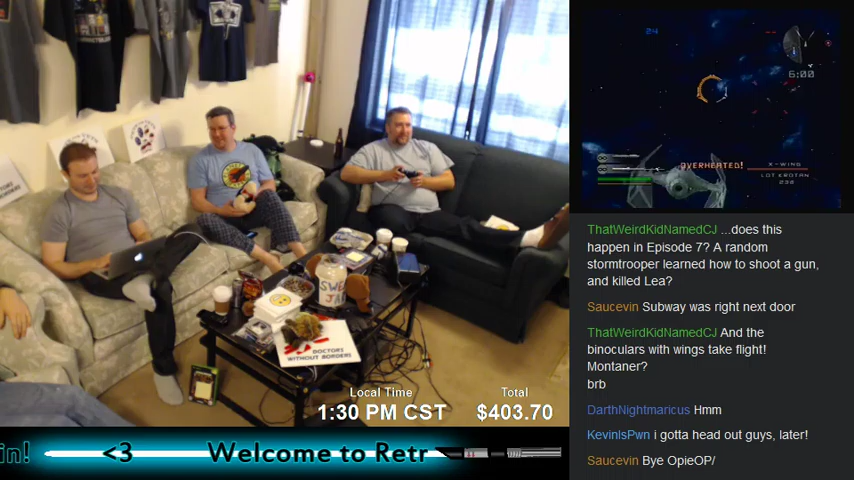 24
6:00
OVERHEATED!
X-WING
SWEAR
JAR
DOCTORS
WITHOUT BORDERS
Local Time
Total
1:30 PM CST
$403.70
in!
<3
Welcome to Retr
ThatWeirdKidNamedCJ ...does this
happen in Episode 7? A random
stormtrooper learned how to shoot a gun,
and killed Lea?
Saucevin Subway was right next door
ThatWeirdKidNamedCJ And the
binoculars with wings take flight!
Montaner?
brb
DarthNightmaricus Hmm
KevinIsPwn i gotta head out guys, later!
Saucevin Bye OpieOP/